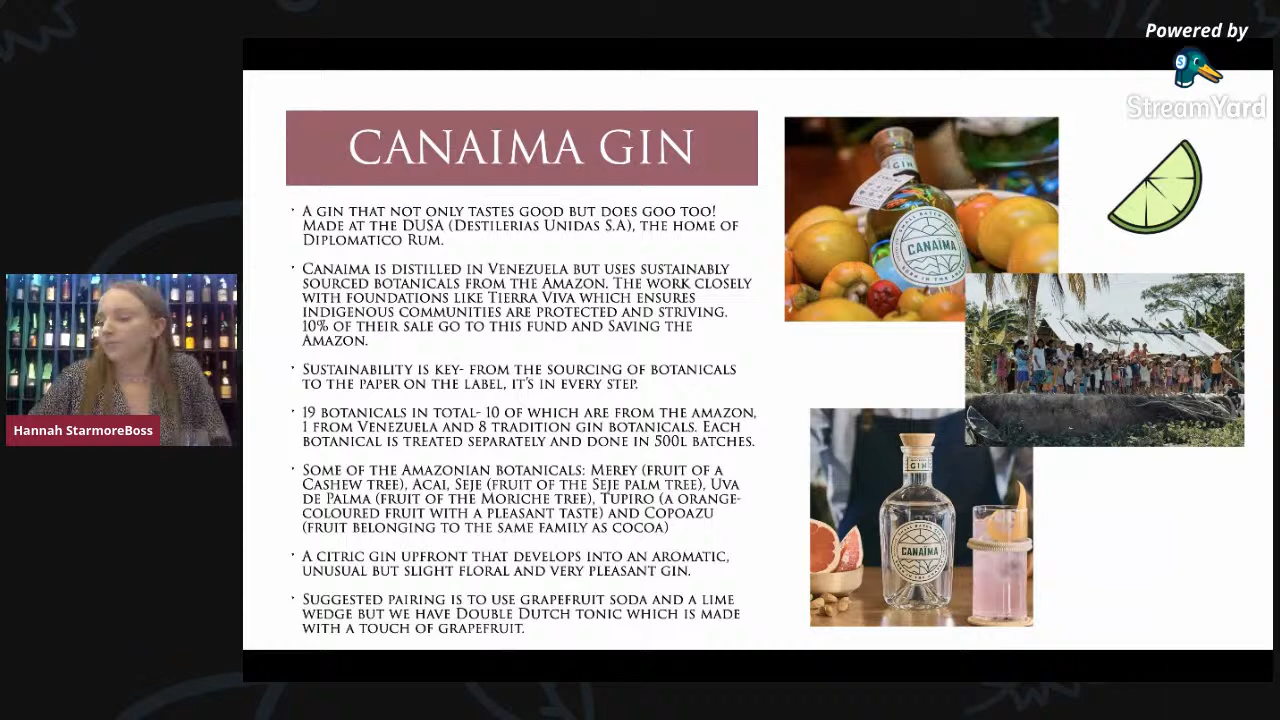 Powered by
StreamYard
CANAIMA GIN
· A GIN THAT NOT ONLY TASTES GOOD BUT DOES GOO TOO!
MADE AT THE DUSA (DESTILERIAS UNIDAS S.A), THE HOME OF
DIPLOMATICO RUM.
· CANAIMA IS DISTILLED IN VENEZUELA BUT USES SUSTAINABLY
SOURCED BOTANICALS FROM THE AMAZON. THE WORK CLOSELY
WITH FOUNDATIONS LIKE TIERRA VIVA WHICH ENSURES
INDIGENOUS COMMUNITIES ARE PROTECTED AND STRIVING.
10% OF THEIR SALE GO TO THIS FUND AND SAVING THE
AMAZON.
· SUSTAINABILITY IS KEY- FROM THE SOURCING OF BOTANICALS
TO THE PAPER ON THE LABEL, IT'S IN EVERY STEP.
· 19 BOTANICALS IN TOTAL- 10 OF WHICH ARE FROM THE AMAZON,
1 FROM VENEZUELA AND 8 TRADITION GIN BOTANICALS. EACH
BOTANICAL IS TREATED SEPARATELY AND DONE IN 500L BATCHES.
· SOME OF THE AMAZONIAN BOTANICALS: MEREY (FRUIT OF A
CASHEW TREE), ACAI, SEJE (FRUIT OF THE SEJE PALM TREE), UVA
DE PALMA (FRUIT OF THE MORICHE TREE), TUPIRO (A ORANGE-
COLOURED FRUIT WITH A PLEASANT TASTE) AND COPOAZU
(FRUIT BELONGING TO THE SAME FAMILY AS COCOA)
· A CITRIC GIN UPFRONT THAT DEVELOPS INTO AN AROMATIC,
UNUSUAL BUT SLIGHT FLORAL AND VERY PLEASANT GIN.
· SUGGESTED PAIRING IS TO USE GRAPEFRUIT SODA AND A LIME
WEDGE BUT WE HAVE DOUBLE DUTCH TONIC WHICH IS MADE
WITH A TOUCH OF GRAPEFRUIT.
GIN
CANAÏMA
GIN
CANAÏMA
Hannah StarmoreBoss